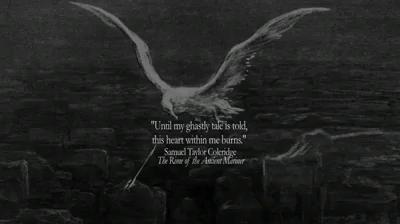 "Until my ghastly tale is told,
this heart within me burns."
Samuel Taylor Coleridge
The Rime of the Ancient Mariner